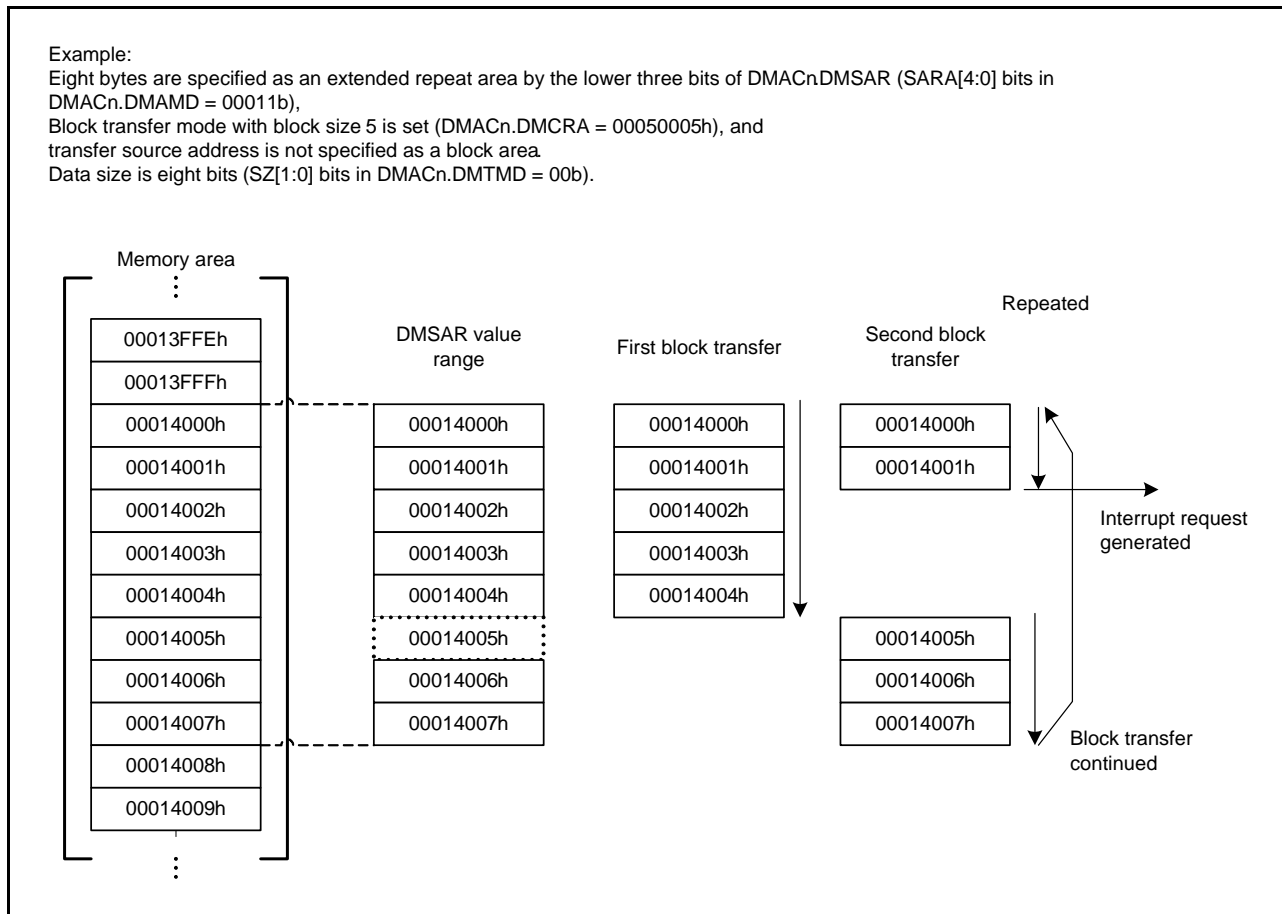 Example:
Eight bytes are specified as an extended repeat area by the lower three bits of DMACn.DMSAR (SARA[4:0] bits in
DMACn.DMAMD = 00011b),
Block transfer mode with block size 5 is set (DMACn.DMCRA = 00050005h), and
transfer source address is not specified as a block area.
Data size is eight bits (SZ[1:0] bits in DMACn.DMTMD = 00b).
Memory area
00013FFEh
00013FFFh
00014000h
00014001h
00014002h
00014003h
00014004h
00014005h
00014006h
00014007h
00014008h
00014009h
DMSAR value
range
00014000h
00014001h
00014002h
00014003h
00014004h
00014005h
00014006h
00014007h
First block transfer
00014000h
00014001h
00014002h
00014003h
00014004h
Second block
transfer
00014000h
00014001h
00014005h
00014006h
00014007h
Repeated
Interrupt request
generated
Block transfer
continued